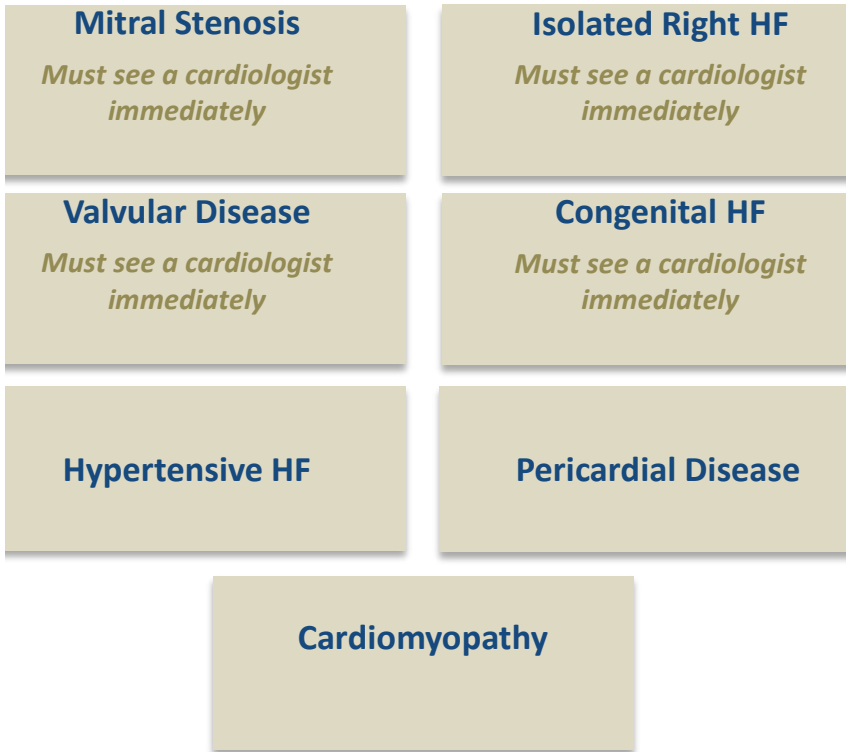 Mitral Stenosis
Must see a cardiologist
immediately
Isolated Right HF
Must see a cardiologist
immediately
Valvular Disease
Must see a cardiologist
immediately
Congenital HF
Must see a cardiologist
immediately
Hypertensive HF
Pericardial Disease
Cardiomyopathy